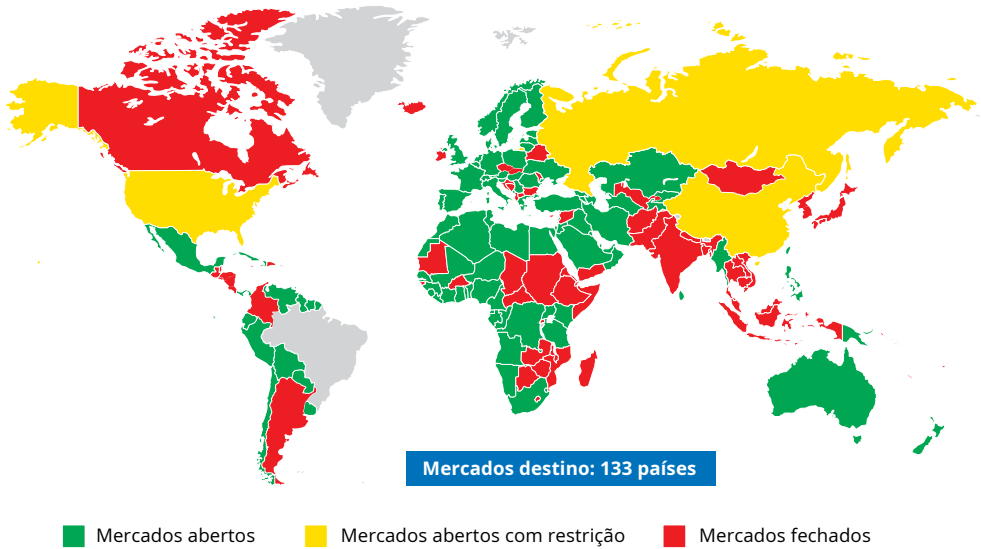 Mercados destino: 133 países
Mercados abertos
Mercados abertos com restrição
Mercados fechados